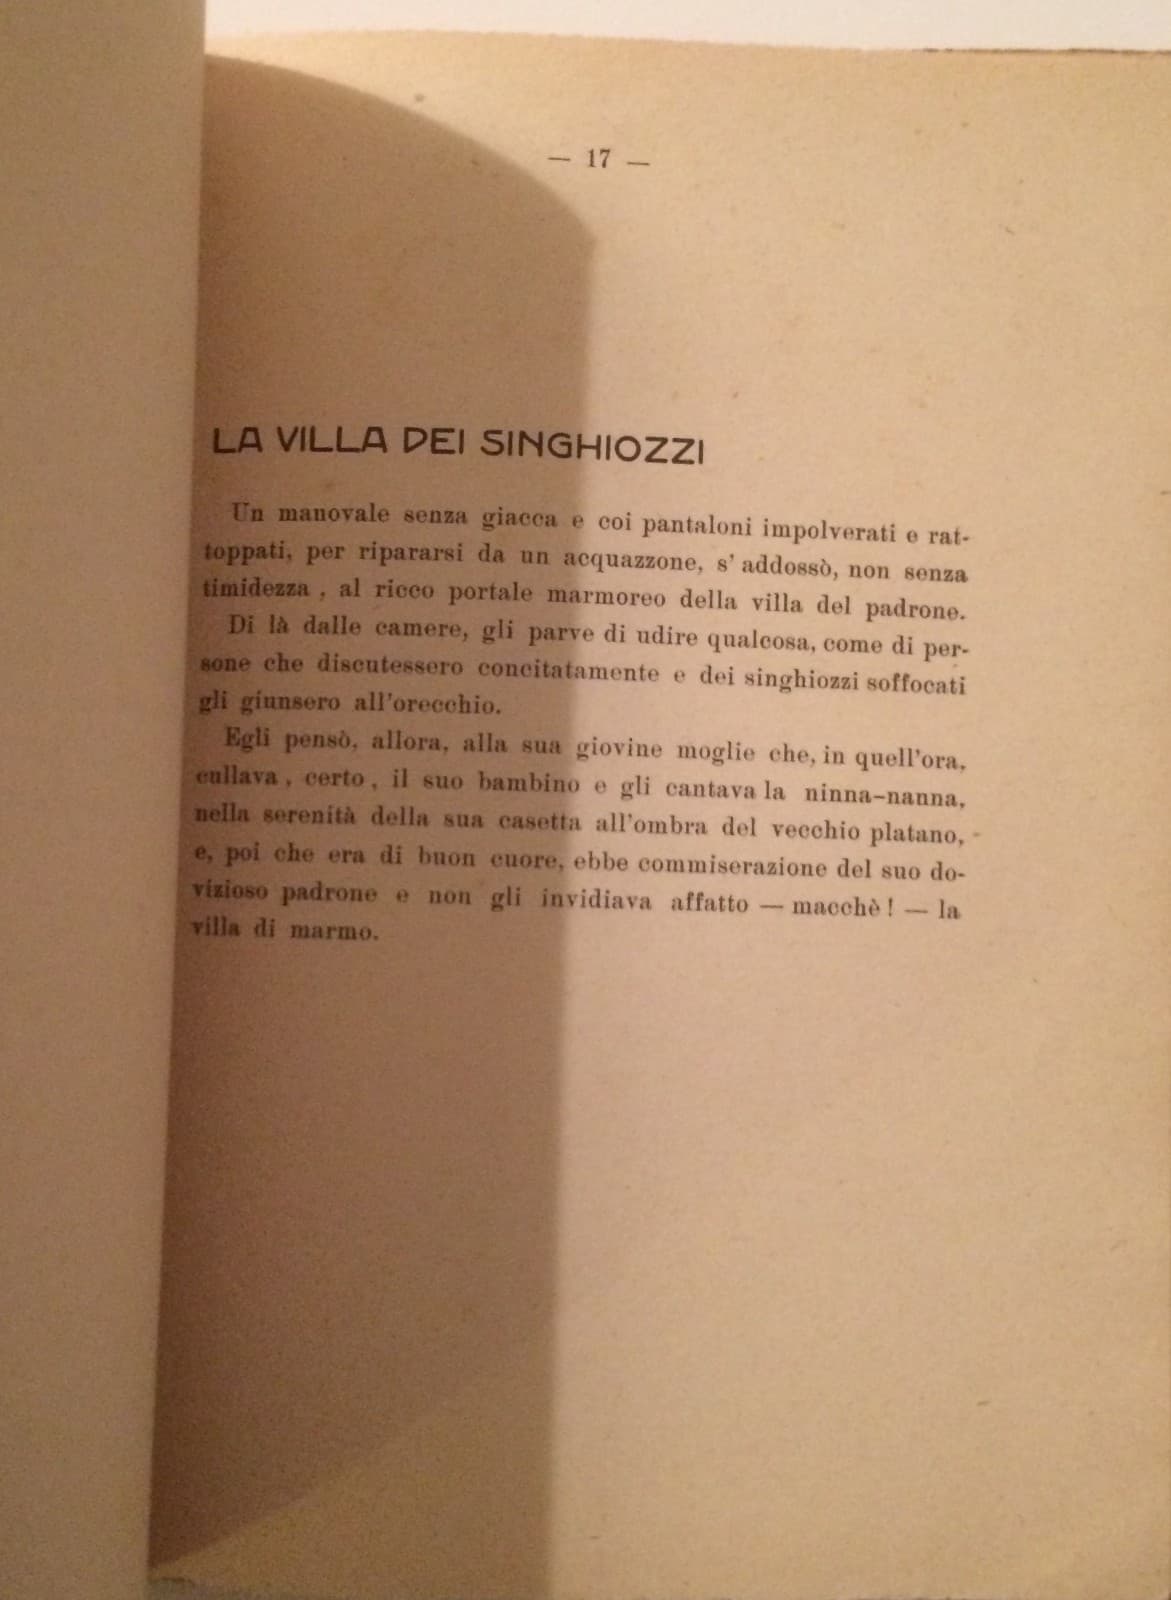 — 17 —
LA VILLA DEI SINGHIOZZI
Un manovale senza giacca e coi pantaloni impolverati e rat-
toppati, per ripararsi da un acquazzone, s' addossò, non senza
timidezza , al ricco portale marmoreo della villa del padrone.
Di là dalle camere, gli parve di udire qualcosa, come di per-
sone che discutessero concitatamente e dei singhiozzi soffocati
gli giunsero all'orecchio.
Egli pensò, allora, alla sua giovine moglie che, in quell'ora,
cullava , certo , il suo bambino e gli cantava la ninna-nanna,
nella serenità della sua casetta all'ombra del vecchio platano,
e, poi che era di buon cuore, ebbe commiserazione del suo do-
vizioso padrone e non gli invidiava affatto — macchè ! — la
villa di marmo.